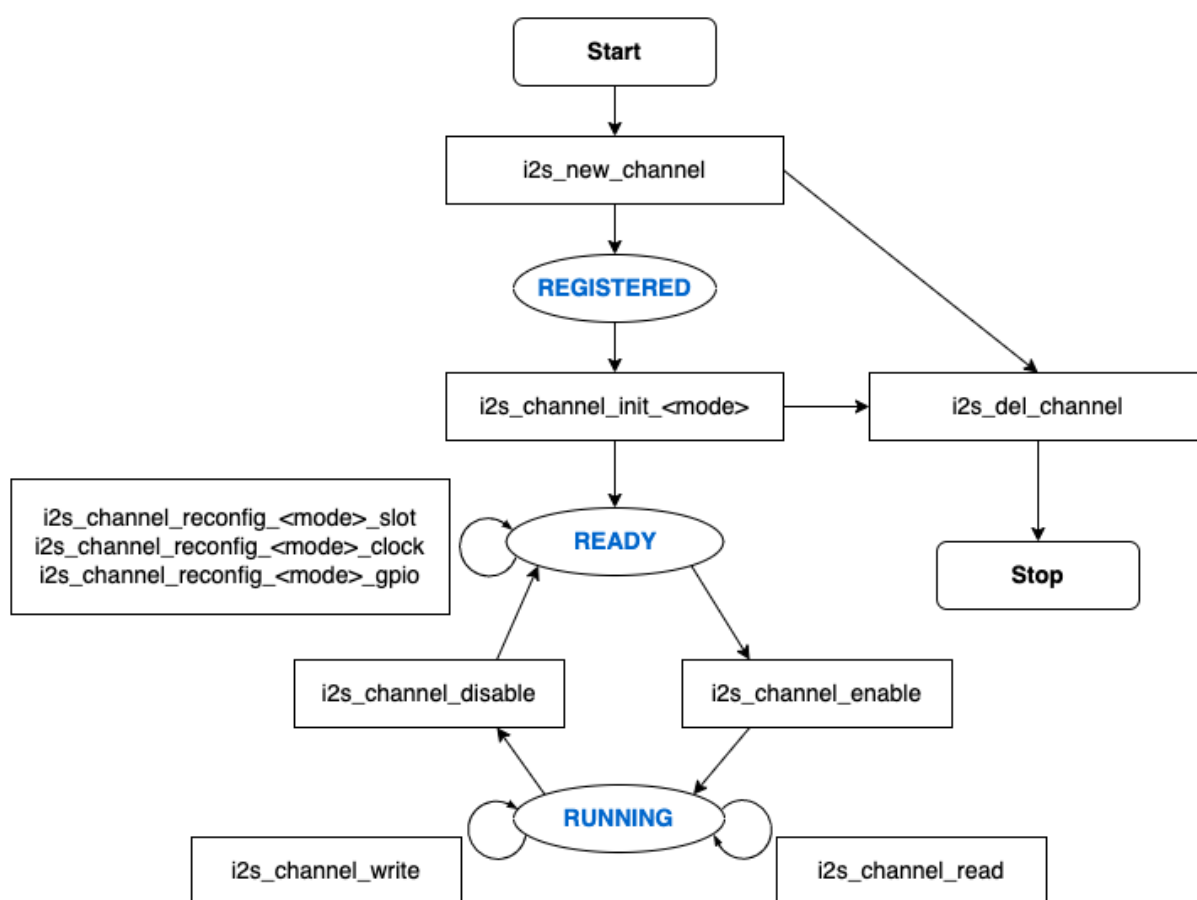 Start
i2s_new_channel
REGISTERED
i2s_channel_init_<mode>
i2s_del_channel
i2s_channel_reconfig_<mode>_slot
i2s_channel_reconfig_<mode>_clock
i2s_channel_reconfig_<mode>_gpio
READY
Stop
i2s_channel_disable
i2s_channel_enable
RUNNING
i2s_channel_write
i2s_channel_read